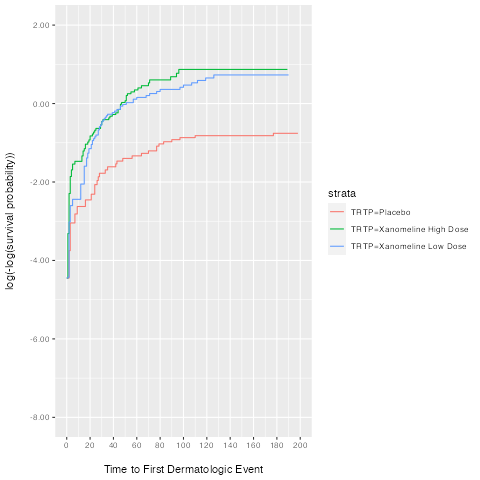 log(-log(survival probability))
2.00
0.00
-2.00
-4.00
-6.00
-8.00
0 20 40 60 80 100 120 140 160 180 200
Time to First Dermatologic Event
strata
TRTP=Placebo
TRTP=Xanomeline High Dose
TRTP=Xanomeline Low Dose